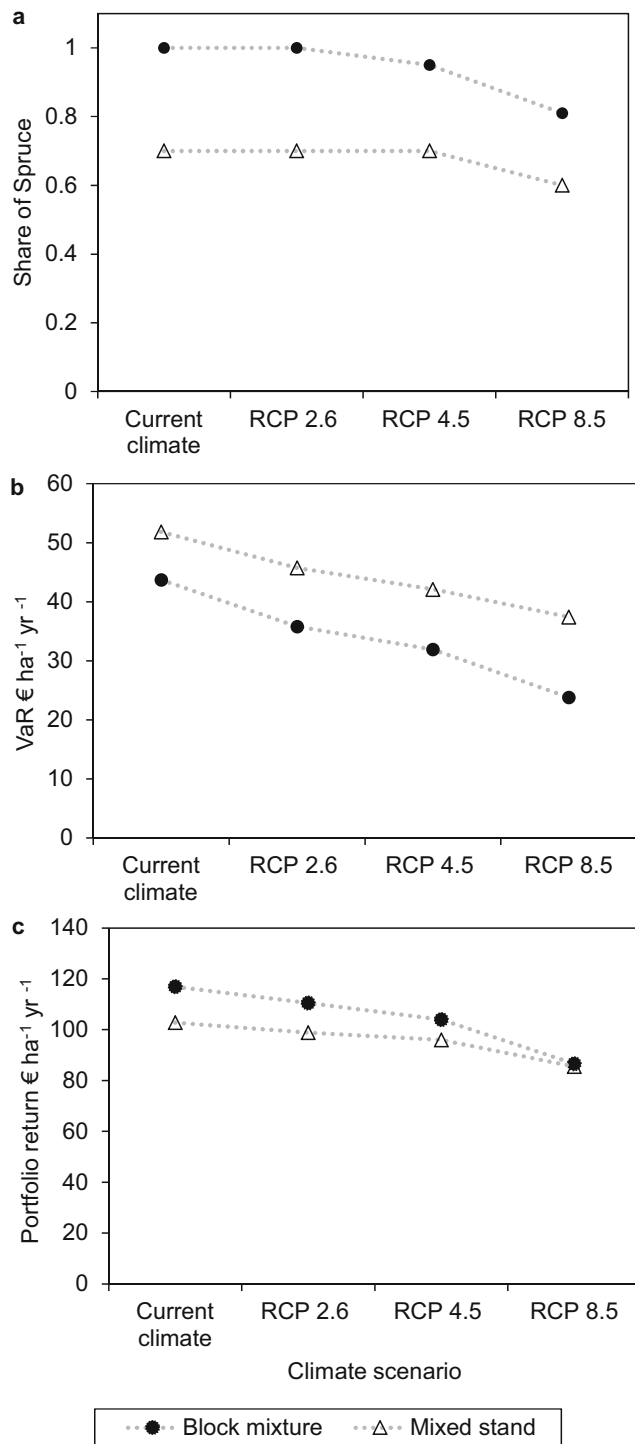 a
1
0.8
0.6
0.4
0.2
0
Share of Spruce
Current climate
RCP 2.6
RCP 4.5
RCP 8.5
b
60
50
40
30
20
10
0
VaR € ha⁻¹ yr ⁻¹
Current climate
RCP 2.6
RCP 4.5
RCP 8.5
c
140
120
100
80
60
40
20
0
Portfolio return € ha⁻¹ yr ⁻¹
Current climate
RCP 2.6
RCP 4.5
RCP 8.5
Climate scenario
Block mixture
Mixed stand